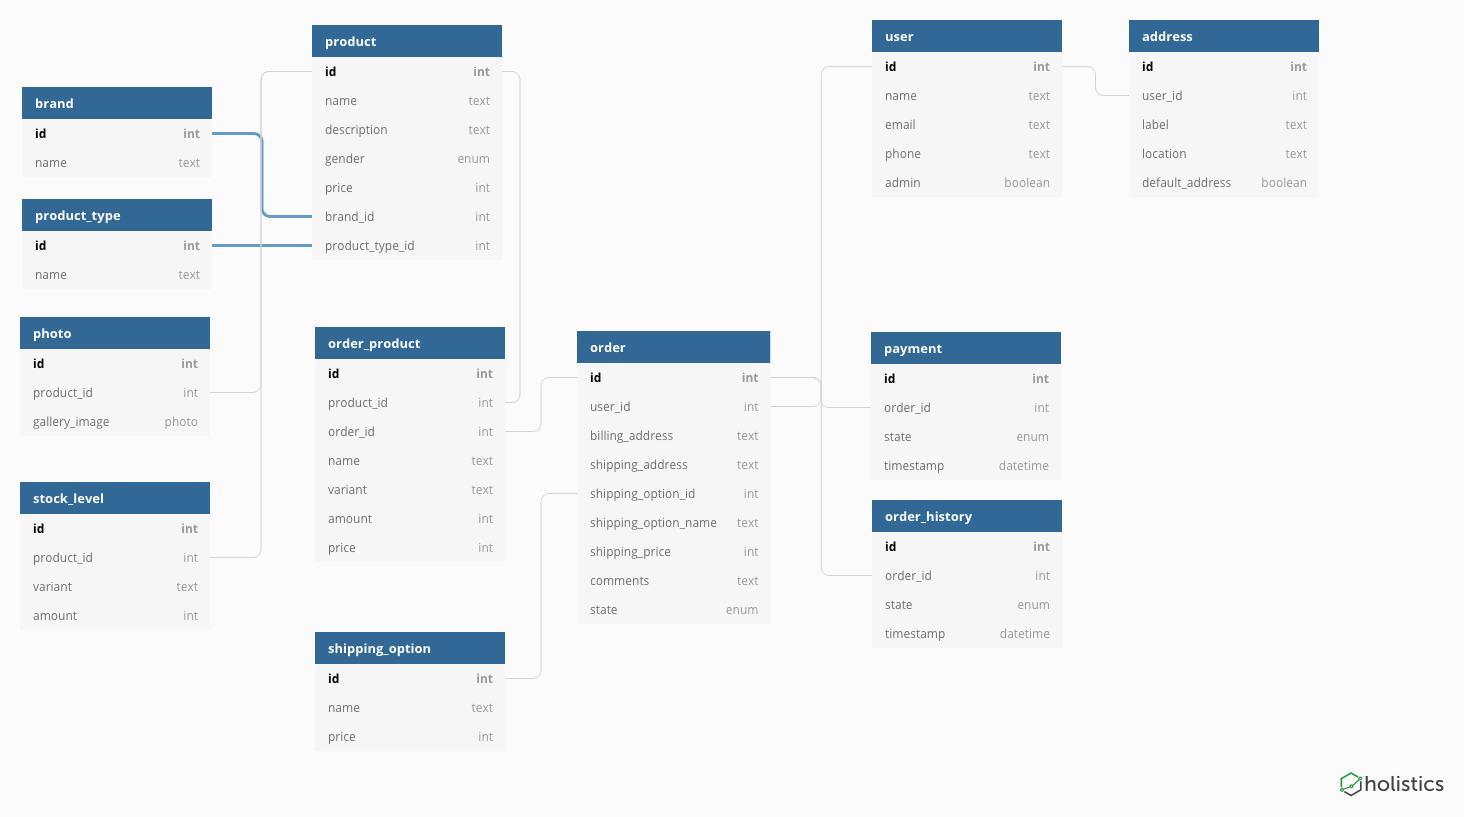 product
id int
name text
description text
gender enum
price int
brand_id int
product_type_id int
brand
id int
name text
product_type
id int
name text
photo
id int
product_id int
gallery_image photo
stock_level
id int
product_id int
variant text
amount int
order_product
id int
product_id int
order_id int
name text
variant text
amount int
price int
shipping_option
id int
name text
price int
order
id int
user_id int
billing_address text
shipping_address text
shipping_option_id int
shipping_option_name text
shipping_price int
comments text
state enum
user
id int
name text
email text
phone text
admin boolean
address
id int
user_id int
label text
location text
default_address boolean
payment
id int
order_id int
state enum
timestamp datetime
order_history
id int
order_id int
state enum
timestamp datetime
holistics